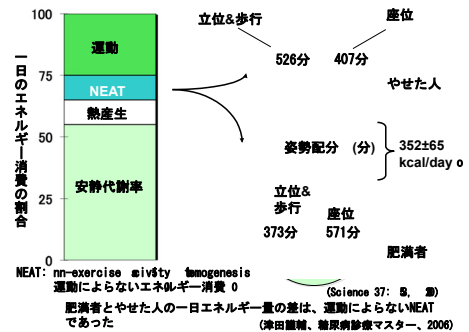 一日のエネルギー消費の割合
100
75
50
25
0
運動
NEAT
熱産生
安静代謝率
立位&歩行
座位
526分
407分
やせた人
姿勢配分 (分)
352±65
kcal/day
立位&
歩行
座位
373分
571分
肥満者
NEAT:
運動によらないエネルギー消費
(Science
肥満者とやせた人の一日エネルギー量の差は、運動によらないNEAT
であった
(津田謹輔、糖尿病診療マスター、2006)